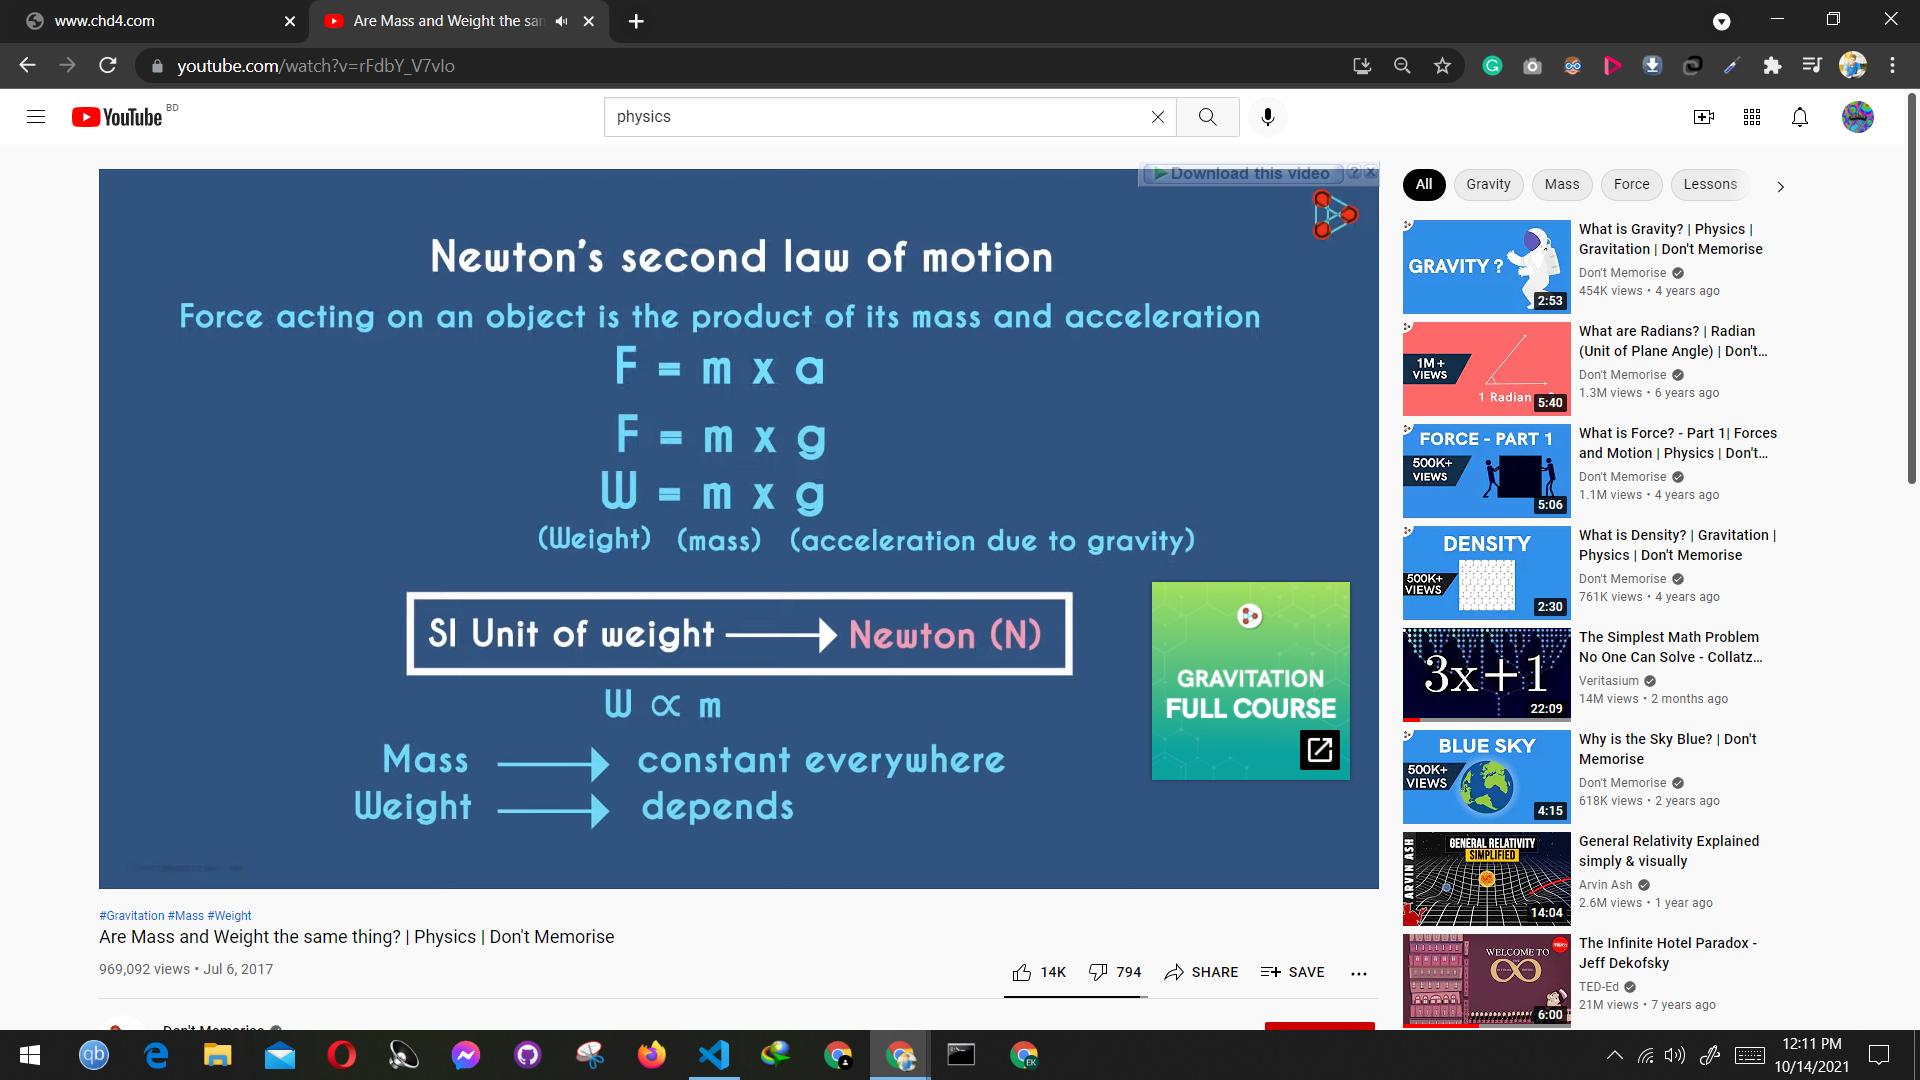 www.chd4.com
Are Mass and Weight the sam
youtube.com/watch?v=rFdbY_V7vIo
YouTube BD
physics
Download this video
Newton's second law of motion
Force acting on an object is the product of its mass and acceleration
F = m x a
F = m x g
W = m x g
(Weight) (mass) (acceleration due to gravity)
SI Unit of weight → Newton (N)
W ∝ m
Mass → constant everywhere
Weight → depends
GRAVITATION
FULL COURSE
#Gravitation #Mass #Weight
Are Mass and Weight the same thing? | Physics | Don't Memorise
969,092 views • Jul 6, 2017
14K 794 SHARE SAVE
Don't Memorise
All Gravity Mass Force Lessons
GRAVITY ?
2:53
What is Gravity? | Physics |
Gravitation | Don't Memorise
Don't Memorise
454K views • 4 years ago
1M+
VIEWS
1 Radian
5:40
What are Radians? | Radian
(Unit of Plane Angle) | Don't...
Don't Memorise
1.3M views • 6 years ago
FORCE - PART 1
500K+
VIEWS
5:06
What is Force? - Part 1| Forces
and Motion | Physics | Don't...
Don't Memorise
1.1M views • 4 years ago
DENSITY
500K+
VIEWS
2:30
What is Density? | Gravitation |
Physics | Don't Memorise
Don't Memorise
761K views • 4 years ago
3x+1
22:09
The Simplest Math Problem
No One Can Solve - Collatz...
Veritasium
14M views • 2 months ago
BLUE SKY
500K+
VIEWS
4:15
Why is the Sky Blue? | Don't
Memorise
Don't Memorise
618K views • 2 years ago
GENERAL RELATIVITY
SIMPLIFIED
ARVIN ASH
14:04
General Relativity Explained
simply & visually
Arvin Ash
2.6M views • 1 year ago
WELCOME TO
∞
6:00
The Infinite Hotel Paradox -
Jeff Dekofsky
TED-Ed
21M views • 7 years ago
qb
EK
12:11 PM
10/14/2021